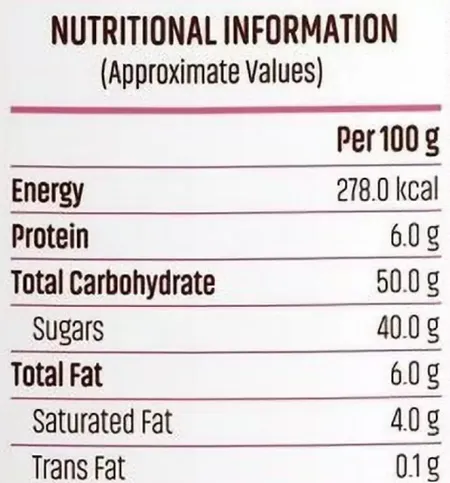 NUTRITIONAL INFORMATION
(Approximate Values)
Per 100 g
Energy 278.0 kcal
Protein 6.0 g
Total Carbohydrate 50.0 g
Sugars 40.0 g
Total Fat 6.0 g
Saturated Fat 4.0 g
Trans Fat 0.1 g